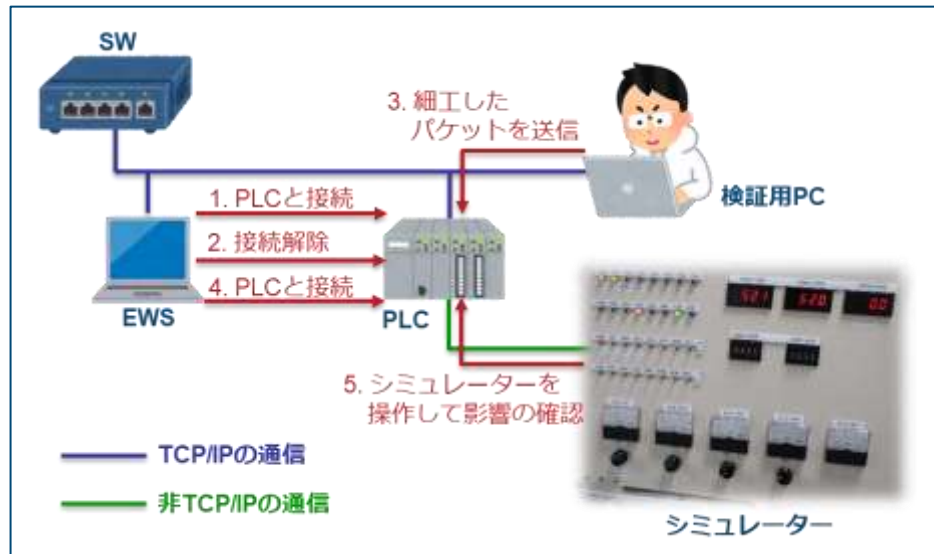 SW
3. 細工した
パケットを送信
検証用PC
1. PLCと接続
2. 接続解除
4. PLCと接続
EWS
PLC
5. シミュレーターを
操作して影響の確認
TCP/IPの通信
非TCP/IPの通信
シミュレーター